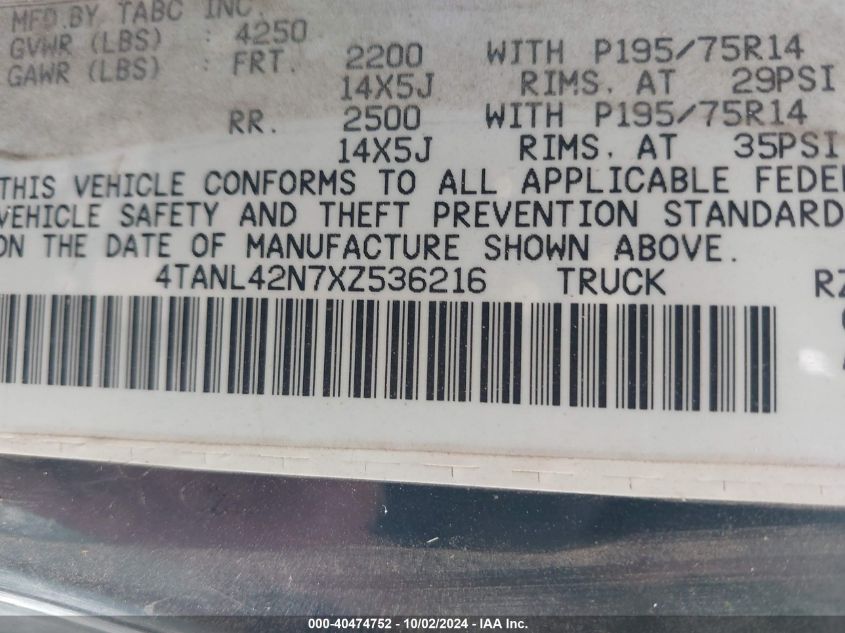 MFD.BY TABC INC.
GVWR (LBS) : 4250
GAWR (LBS) : FRT. 2200 WITH P195/75R14
14X5J RIMS. AT 29PSI
RR. 2500 WITH P195/75R14
14X5J RIMS. AT 35PSI
THIS VEHICLE CONFORMS TO ALL APPLICABLE FEDE
VEHICLE SAFETY AND THEFT PREVENTION STANDARD
ON THE DATE OF MANUFACTURE SHOWN ABOVE.
4TANL42N7XZ536216 TRUCK RZ
000-40474752 - 10/02/2024 - IAA Inc.